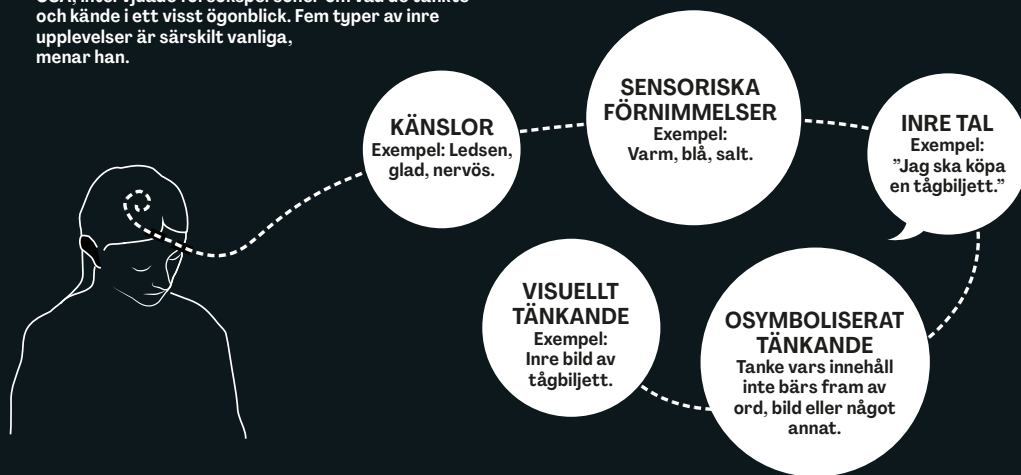 och kände i ett visst ögonblick. Fem typer av inre
upplevelser är särskilt vanliga,
menar han.
KÄNSLOR
Exempel: Ledsen,
glad, nervös.
SENSORISKA
FÖRNIMMELSER
Exempel:
Varm, blå, salt.
INRE TAL
Exempel:
”Jag ska köpa
en tågbiljett.”
OSYMBOLISERAT
TÄNKANDE
Tanke vars innehåll
inte bärs fram av
ord, bild eller något
annat.
VISUELLT
TÄNKANDE
Exempel:
Inre bild av
tågbiljett.